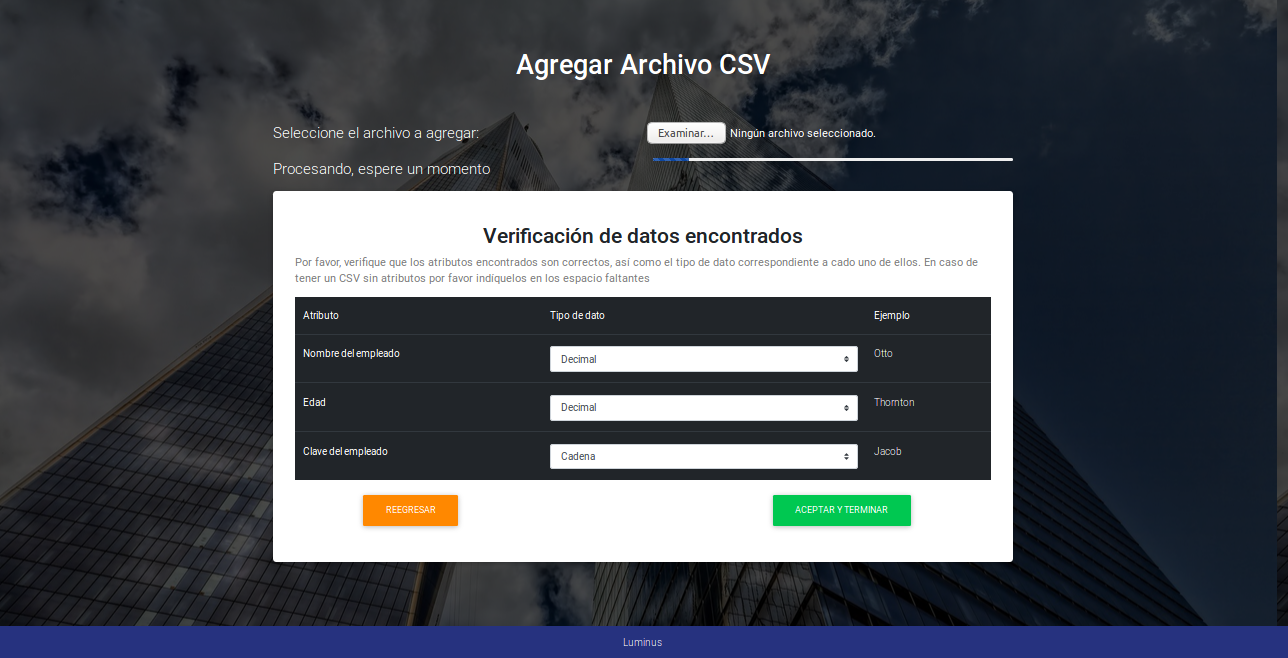 Agregar Archivo CSV
Seleccione el archivo a agregar:
Examinar... Ningún archivo seleccionado.
Procesando, espere un momento
Verificación de datos encontrados
Por favor, verifique que los atributos encontrados son correctos, así como el tipo de dato correspondiente a cado uno de ellos. En caso de
tener un CSV sin atributos por favor indíquelos en los espacio faltantes
Atributo Tipo de dato Ejemplo
Nombre del empleado Decimal Otto
Edad Decimal Thornton
Clave del empleado Cadena Jacob
REEGRESAR ACEPTAR Y TERMINAR
Luminus